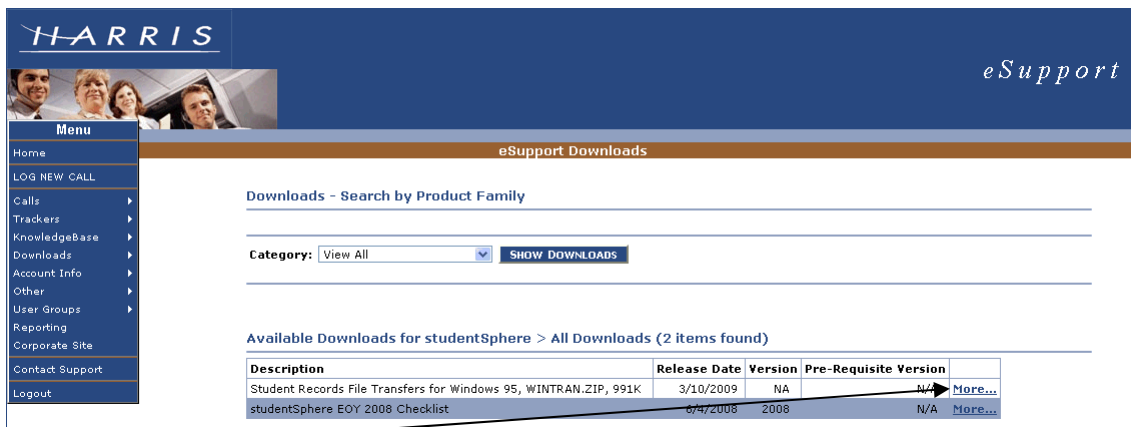 HARRIS
eSupport
Menu
Home
LOG NEW CALL
Calls
Trackers
KnowledgeBase
Downloads
Account Info
Other
User Groups
Reporting
Corporate Site
Contact Support
Logout
eSupport Downloads
Downloads - Search by Product Family
Category: View All SHOW DOWNLOADS
Available Downloads for studentSphere > All Downloads (2 items found)
Description Release Date Version Pre-Requisite Version
Student Records File Transfers for Windows 95, WINTRAN.ZIP, 991K 3/10/2009 NA N/A More...
studentSphere EOY 2008 Checklist 6/4/2008 2008 N/A More...